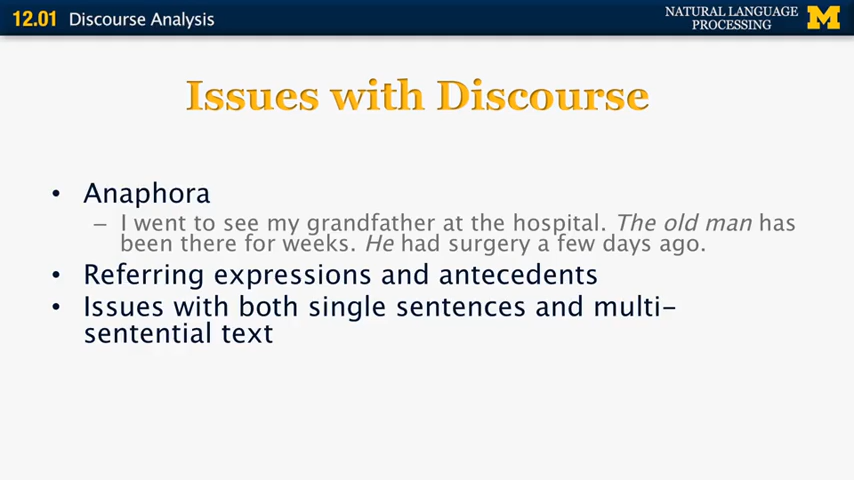 12.01 Discourse Analysis
NATURAL LANGUAGE
PROCESSING
M
Issues with Discourse
• Anaphora
– I went to see my grandfather at the hospital. The old man has
been there for weeks. He had surgery a few days ago.
• Referring expressions and antecedents
• Issues with both single sentences and multi-
sentential text